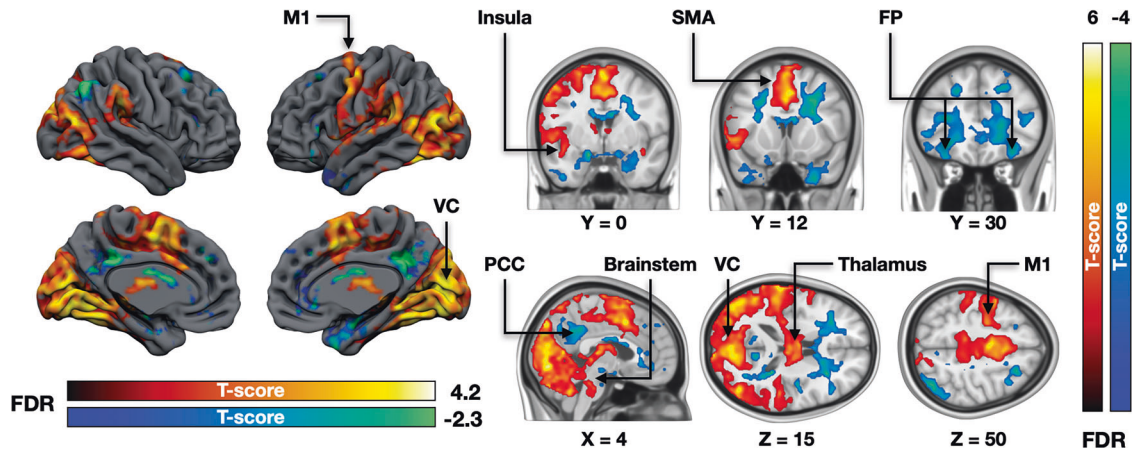 M1
Insula
SMA
FP
6 -4
Y = 0
Y = 12
Y = 30
T-score
T-score
VC
PCC
Brainstem
VC
Thalamus
M1
FDR
T-score
4.2
T-score
-2.3
X = 4
Z = 15
Z = 50
FDR